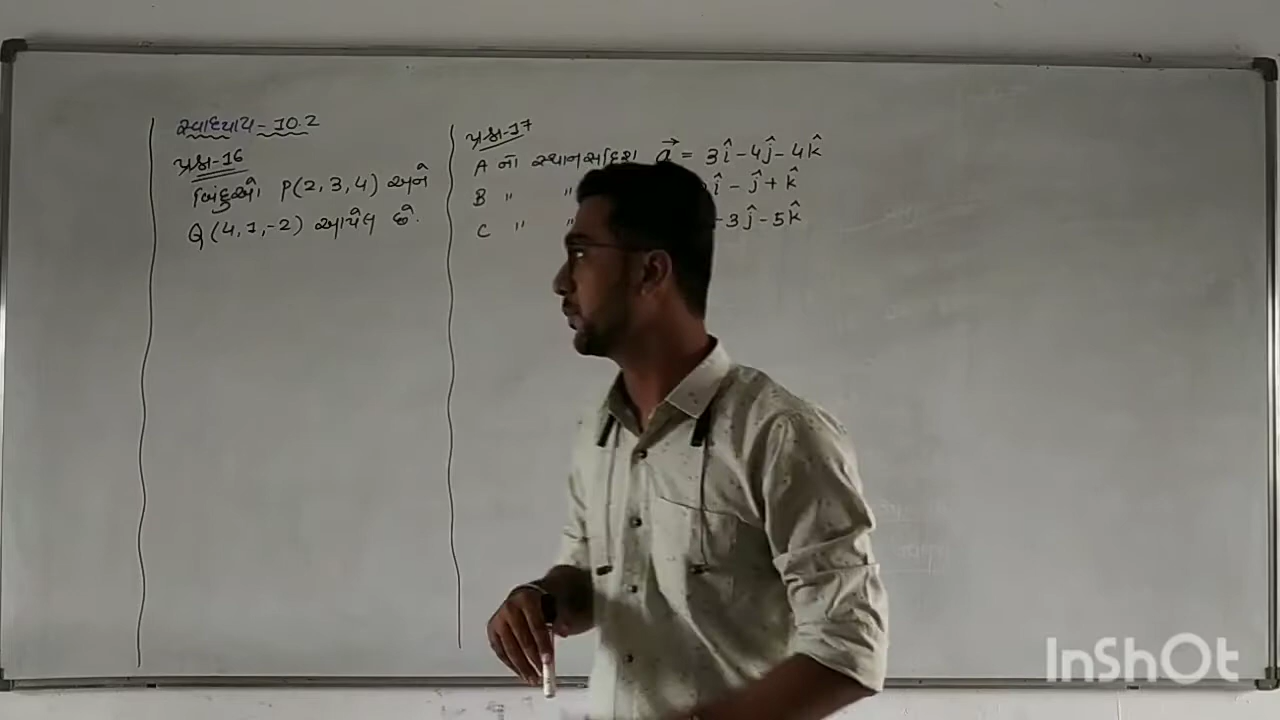 સ્વાધ્યાય-10.2
પ્રશ્ન-16
બિંદુઓ P(2,3,4) અને
Q(4,1,-2) આપેલ છે.
પ્રશ્ન-17
A નો સ્થાનસદિશ a⃗ = 3î-4ĵ-4k̂
B " " î-ĵ+k̂
C " " -3ĵ-5k̂
InShOt